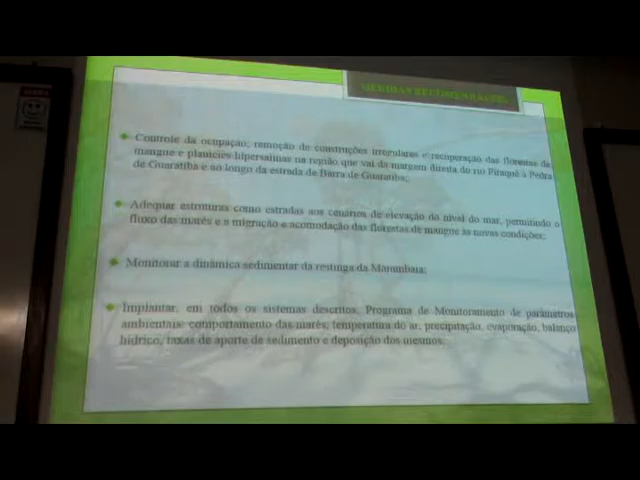 MEDIDAS RECOMENDÁVEIS
Controle da ocupação, remoção de construções irregulares e recuperação das florestas de
mangue e planícies hipersalinas na região que vai da margem direita do rio Piraquê à Pedra
de Guaratiba e ao longo da estrada de Barra de Guaratiba;
Adequar estruturas como estradas aos cenários de elevação do nível do mar, permitindo o
fluxo das marés e a migração e acomodação das florestas de mangue às novas condições;
Monitorar a dinâmica sedimentar da restinga da Marambaia;
Implantar, em todos os sistemas descritos, Programa de Monitoramento de parâmetros
ambientais: comportamento das marés, temperatura do ar, precipitação, evaporação, balanço
hídrico, taxas de aporte de sedimento e deposição dos mesmos.